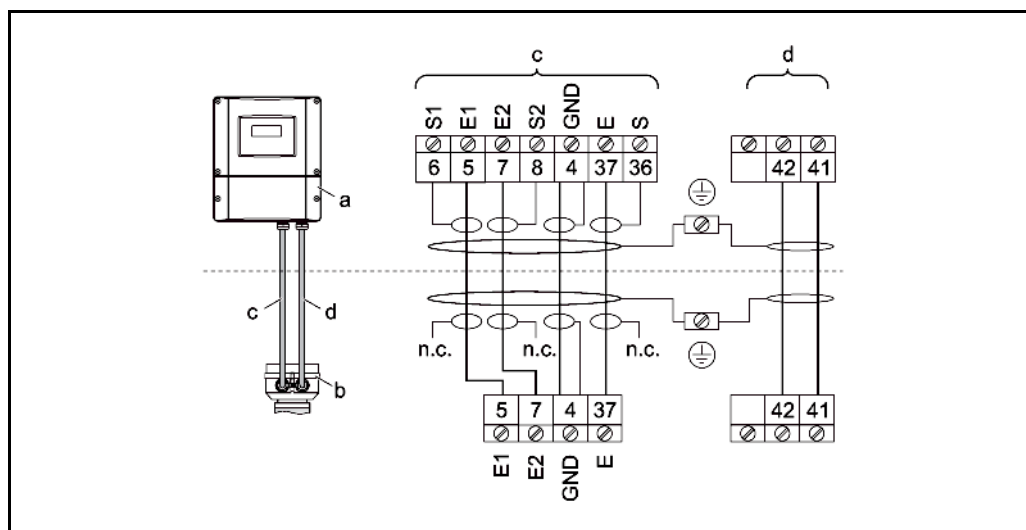 c
d
S1 E1 E2 S2 GND E S
6 5 7 8 4 37 36
42 41
a
c
d
n.c. n.c. n.c.
b
5 7 4 37
42 41
E1 E2 GND E